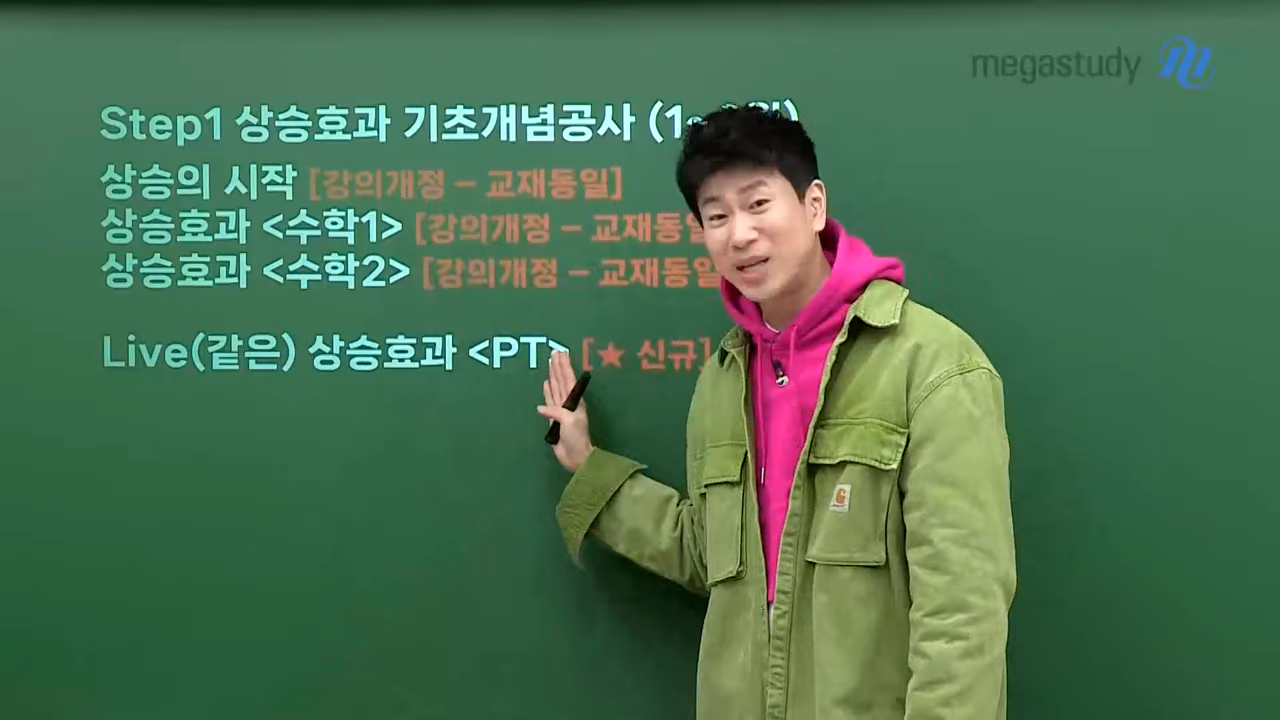 megastudy
Step1 상승효과 기초개념공사 (1
상승의 시작 [강의개정 – 교재동일]
상승효과 <수학1> [강의개정 – 교재동일
상승효과 <수학2> [강의개정 – 교재동일
Live(같은) 상승효과 <PT> [★ 신규]